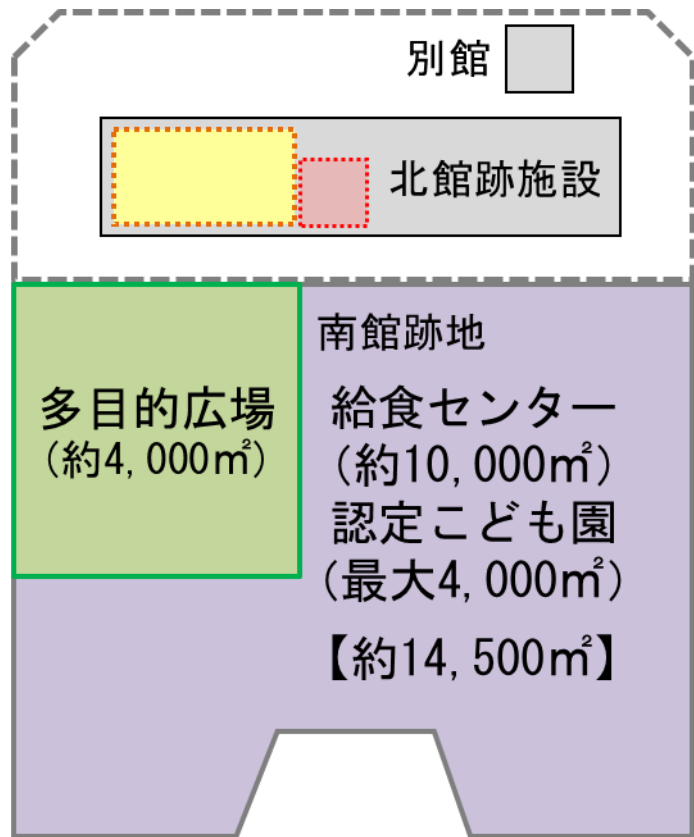 別館
北館跡施設
南館跡地
多目的広場
(約4,000㎡)
給食センター
(約10,000㎡)
認定こども園
(最大4,000㎡)
【約14,500㎡】